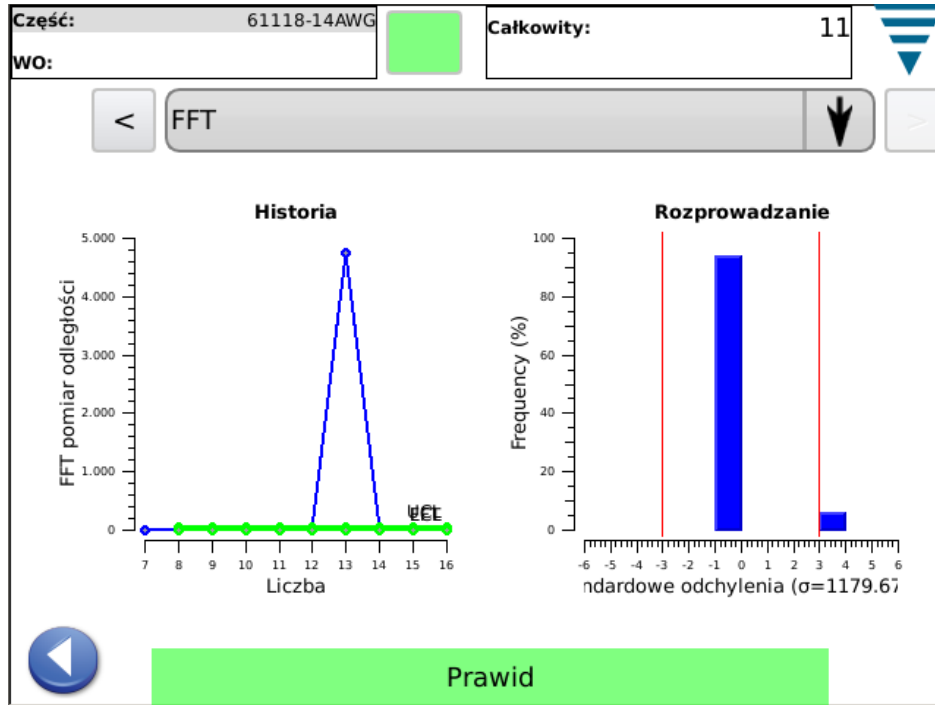 Część: 61118-14AWG
WO:
Całkowity: 11
< FFT >
Historia
5.000
4.000
3.000
2.000
1.000
0
FFT pomiar odległości
UCL
LCL
7 8 9 10 11 12 13 14 15 16
Liczba
Rozprowadzanie
100
80
60
40
20
0
Frequency (%)
-6 -5 -4 -3 -2 -1 0 1 2 3 4 5 6
ndardowe odchylenia (σ=1179.67
Prawid